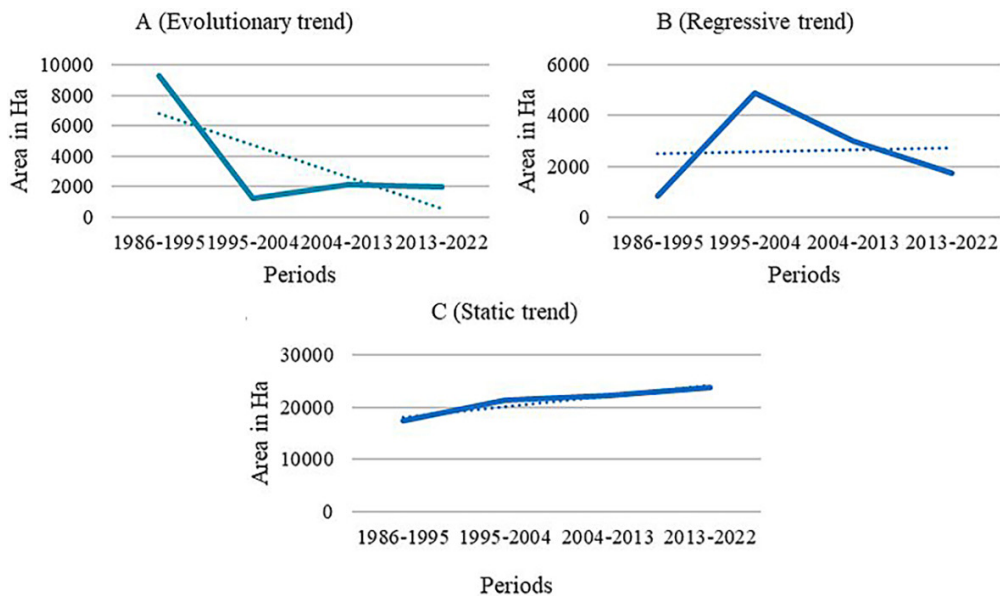 A (Evolutionary trend)
Area in Ha
10000
8000
6000
4000
2000
0
1986-1995 1995-2004 2004-2013 2013-2022
Periods
B (Regressive trend)
Area in Ha
6000
4000
2000
0
1986-1995 1995-2004 2004-2013 2013-2022
Periods
C (Static trend)
Area in Ha
30000
20000
10000
0
1986-1995 1995-2004 2004-2013 2013-2022
Periods